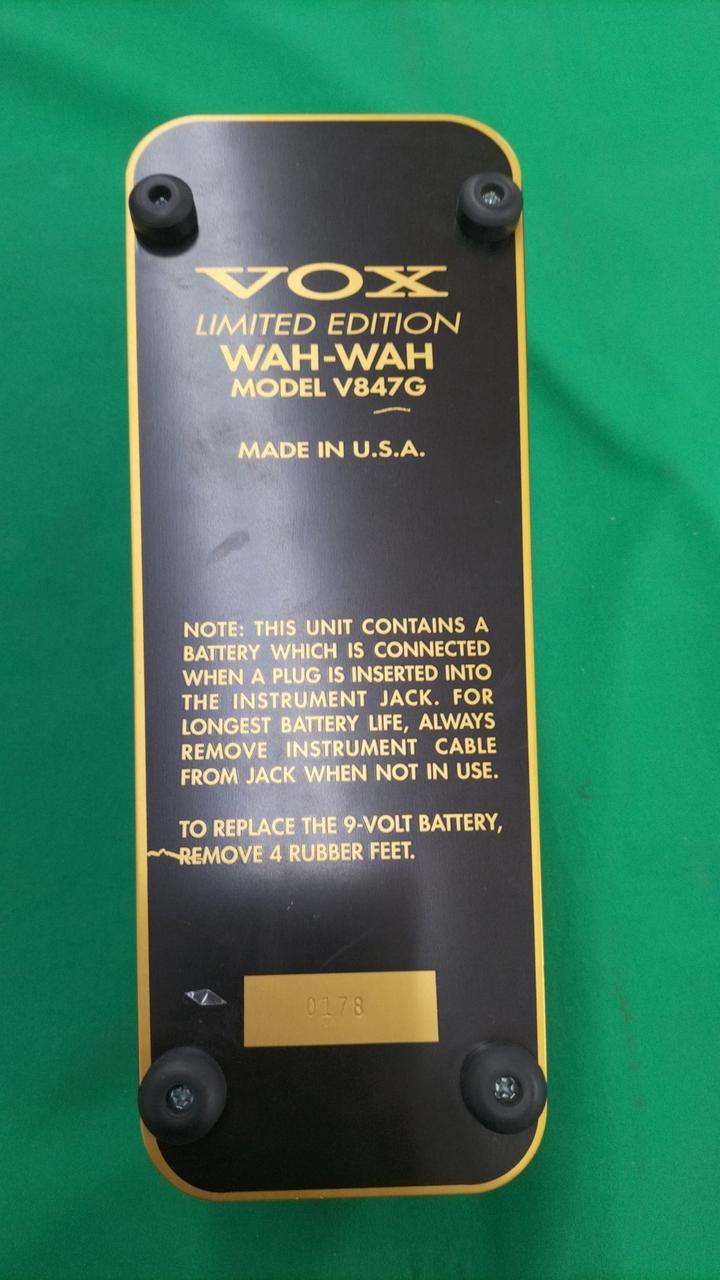 VOX
LIMITED EDITION
WAH-WAH
MODEL V847G
MADE IN U.S.A.
NOTE: THIS UNIT CONTAINS A
BATTERY WHICH IS CONNECTED
WHEN A PLUG IS INSERTED INTO
THE INSTRUMENT JACK. FOR
LONGEST BATTERY LIFE, ALWAYS
REMOVE INSTRUMENT CABLE
FROM JACK WHEN NOT IN USE.
TO REPLACE THE 9-VOLT BATTERY,
REMOVE 4 RUBBER FEET.
0178